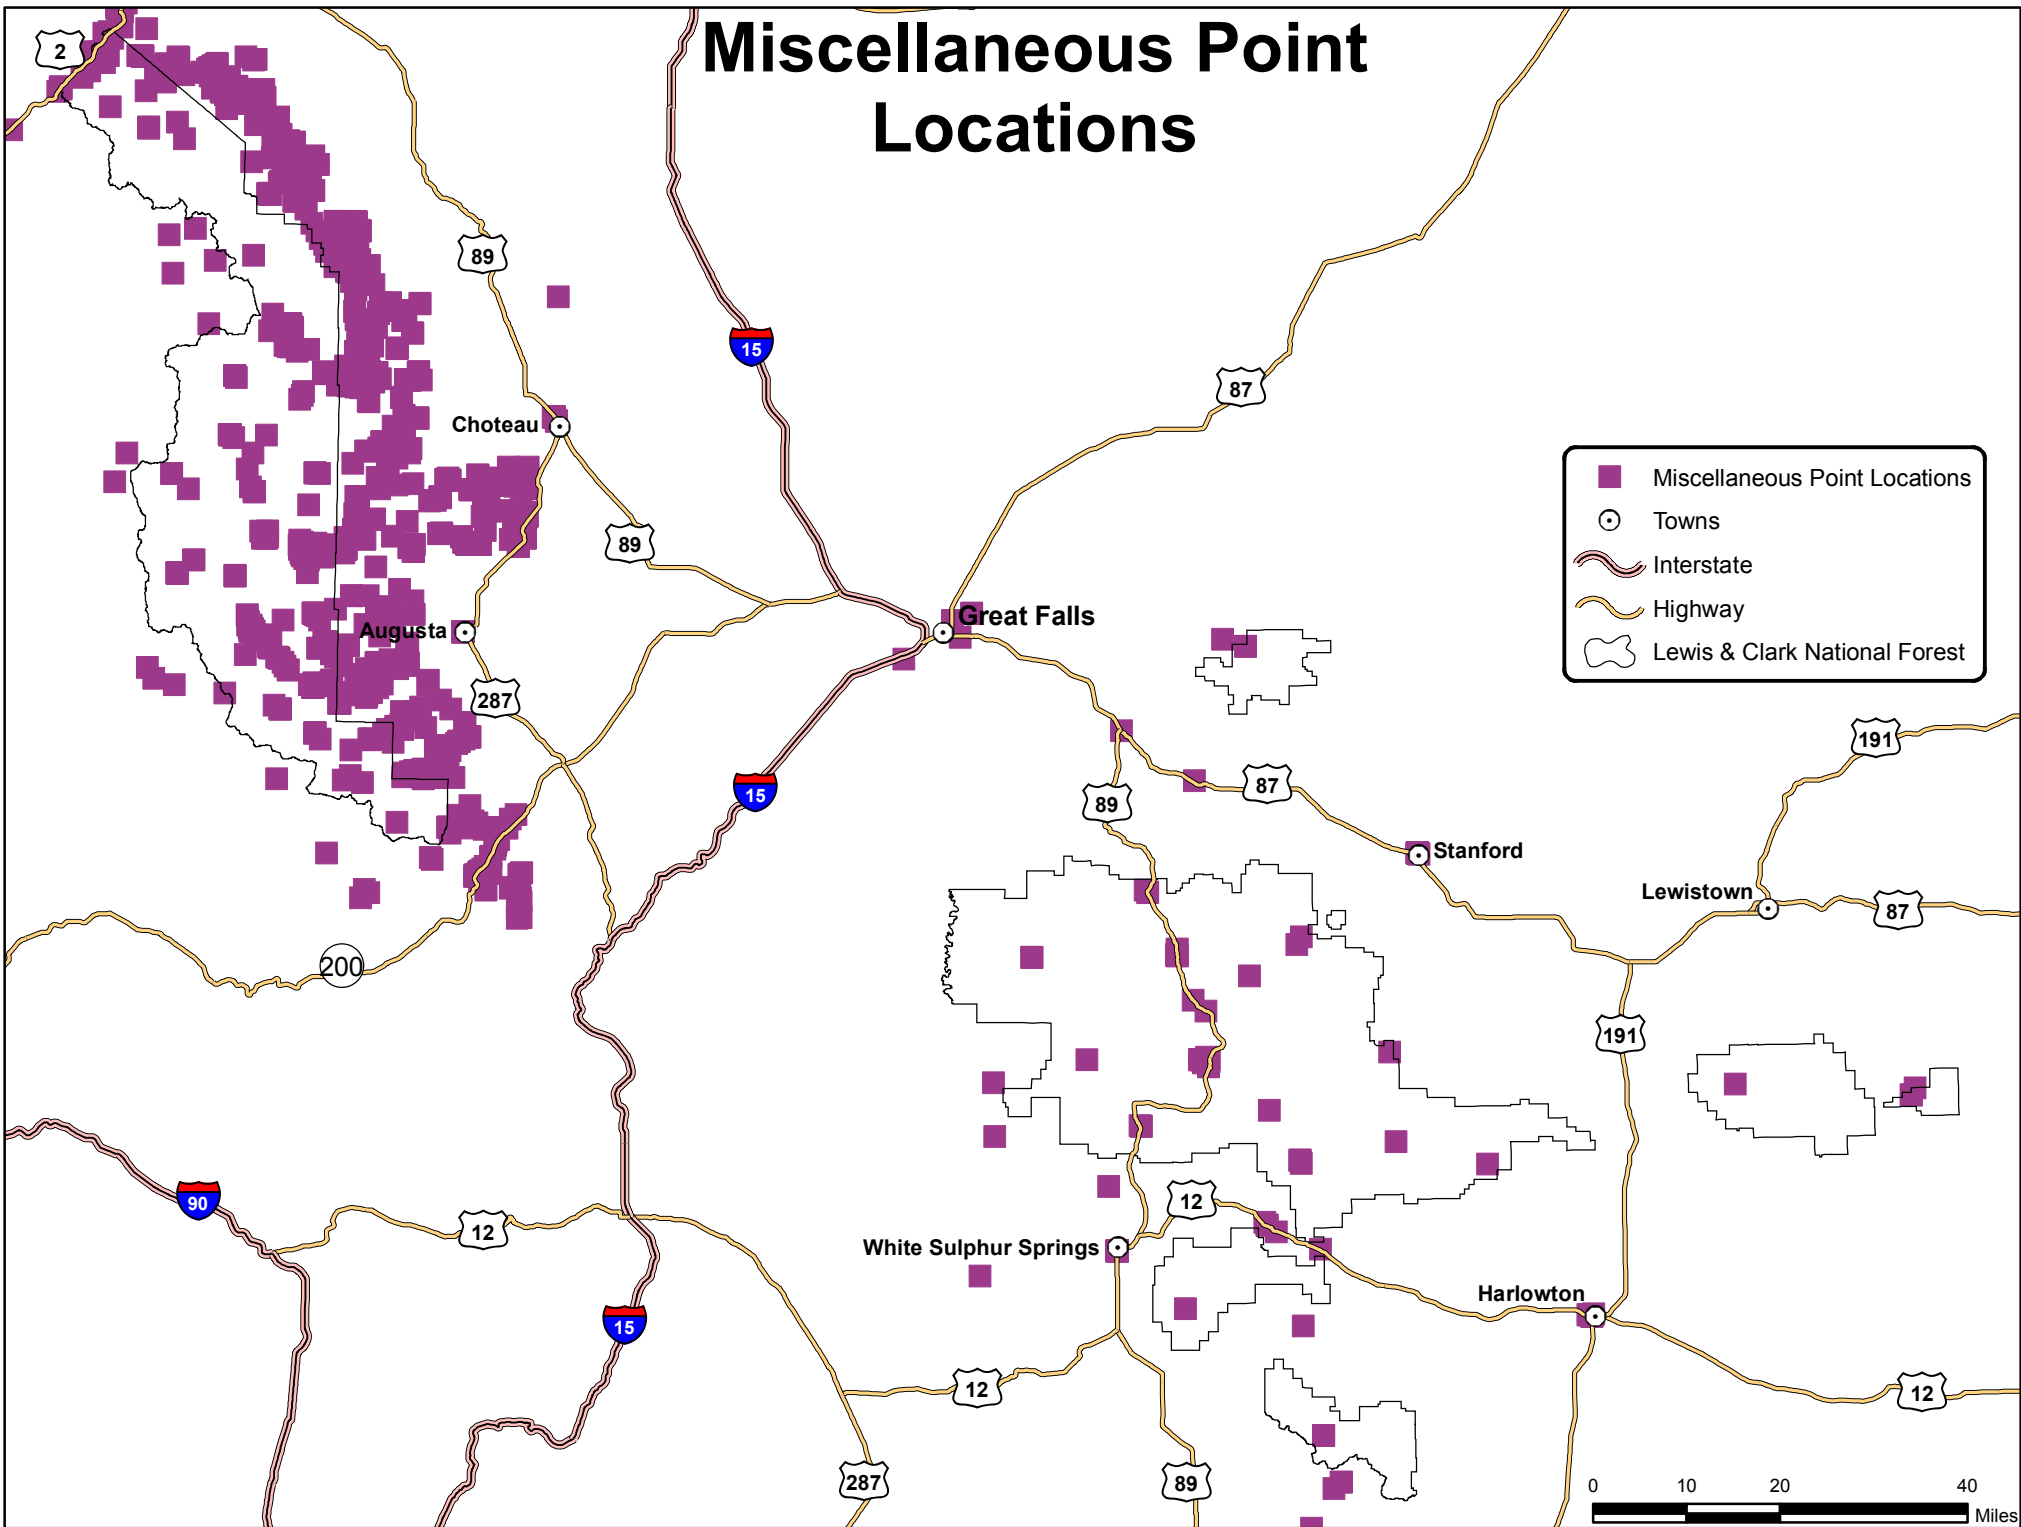 Miscellaneous Point
Locations
2
89
15
87
Choteau
89
Miscellaneous Point Locations
Towns
Interstate
Highway
Lewis & Clark National Forest
Great Falls
Augusta
287
191
15
89
87
Stanford
Lewistown
87
200
191
90
12
12
White Sulphur Springs
15
Harlowton
12
12
287
89
0 10 20 40
Miles